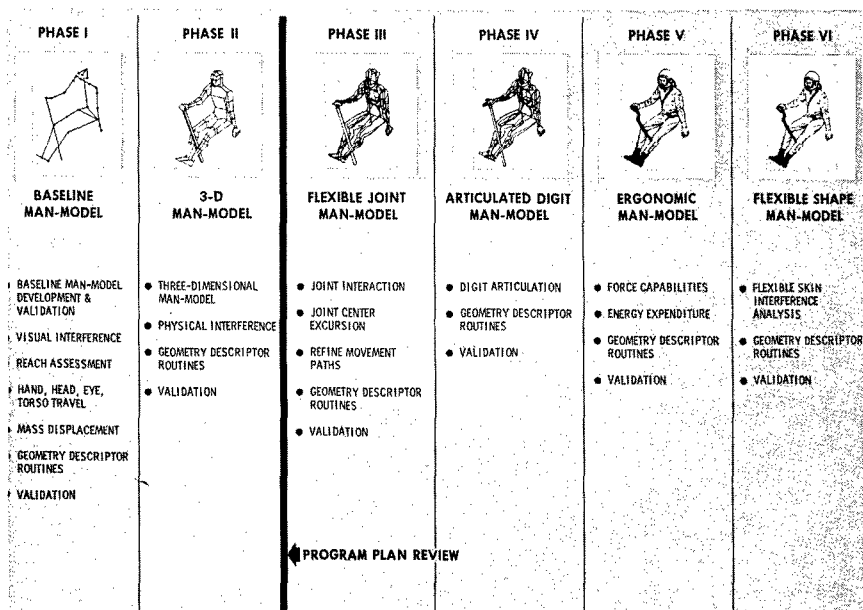 PHASE I
BASELINE
MAN-MODEL
BASELINE MAN-MODEL
DEVELOPMENT &
VALIDATION
VISUAL INTERFERENCE
REACH ASSESSMENT
HAND, HEAD, EYE,
TORSO TRAVEL
MASS DISPLACEMENT
GEOMETRY DESCRIPTOR
ROUTINES
VALIDATION
PHASE II
3-D
MAN-MODEL
THREE-DIMENSIONAL
MAN-MODEL
PHYSICAL INTERFERENCE
GEOMETRY DESCRIPTOR
ROUTINES
VALIDATION
PHASE III
FLEXIBLE JOINT
MAN-MODEL
JOINT INTERACTION
JOINT CENTER
EXCURSION
REFINE MOVEMENT
PATHS
GEOMETRY DESCRIPTOR
ROUTINES
VALIDATION
PROGRAM PLAN REVIEW
PHASE IV
ARTICULATED DIGIT
MAN-MODEL
DIGIT ARTICULATION
GEOMETRY DESCRIPTOR
ROUTINES
VALIDATION
PHASE V
ERGONOMIC
MAN-MODEL
FORCE CAPABILITIES
ENERGY EXPENDITURE
GEOMETRY DESCRIPTOR
ROUTINES
VALIDATION
PHASE VI
FLEXIBLE SHAPE
MAN-MODEL
FLEXIBLE SKIN
INTERFERENCE
ANALYSIS
GEOMETRY DESCRIPTOR
ROUTINES
VALIDATION